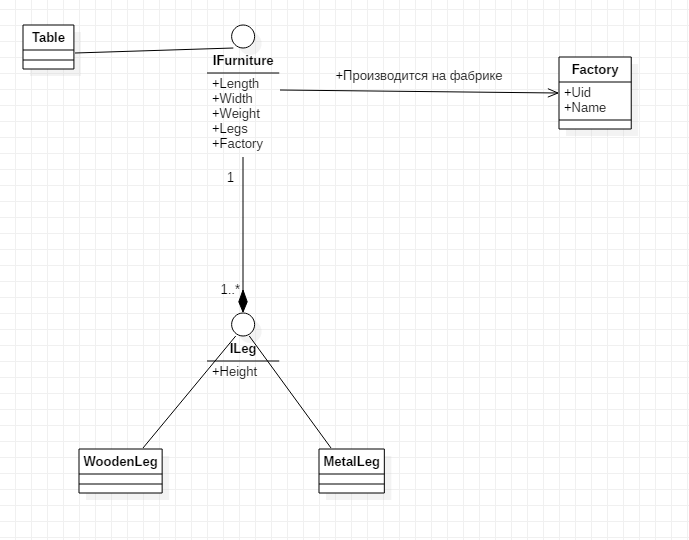 Table
IFurniture
+Length
+Width
+Weight
+Legs
+Factory
+Производится на фабрике
Factory
+Uid
+Name
1
1..*
ILeg
+Height
WoodenLeg
MetalLeg